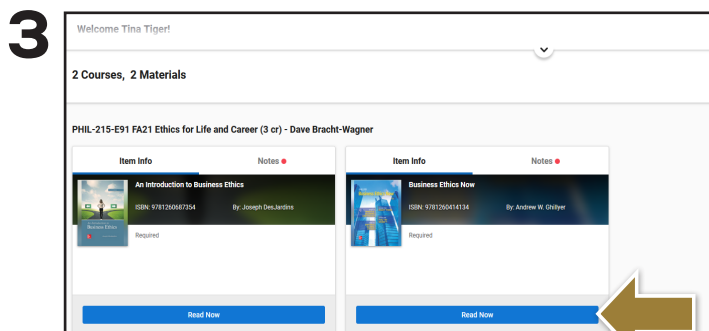 3
Welcome Tina Tiger!
2 Courses, 2 Materials
PHIL-215-E91 FA21 Ethics for Life and Career (3 cr) - Dave Bracht-Wagner
Item Info Notes
An Introduction to Business Ethics
ISBN: 9781260687354 By: Joseph DesJardins
Business Ethics
Required
Read Now
Item Info Notes
Business Ethics Now
ISBN: 9781260414134 By: Andrew W. Ghillyer
Required
Read Now